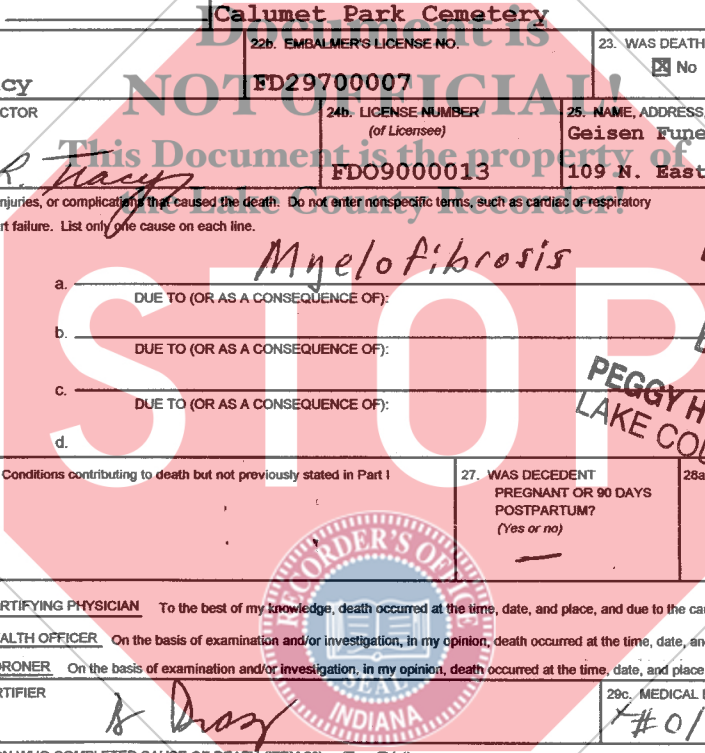 Calumet Park Cemetery
Document is
NOT OFFICIAL!
This Document is the property of
the Lake County Recorder!
STOP
22b. EMBALMER'S LICENSE NO.
FD29700007
23. WAS DEATH
No
CTOR
24b. LICENSE NUMBER
(of Licensee)
FDO9000013
25. NAME, ADDRESS,
Geisen Fune
109 N. East
R. Tracy
njuries, or complications that caused the death. Do not enter nonspecific terms, such as cardiac or respiratory
rt failure. List only one cause on each line.
a. Myelofibrosis
DUE TO (OR AS A CONSEQUENCE OF):
b.
DUE TO (OR AS A CONSEQUENCE OF):
c.
DUE TO (OR AS A CONSEQUENCE OF):
d.
PEGGY H
LAKE COU
Conditions contributing to death but not previously stated in Part I
27. WAS DECEDENT
PREGNANT OR 90 DAYS
POSTPARTUM?
(Yes or no)
28a
RECORDER'S OFFICE
SEAL
INDIANA
RTIFYING PHYSICIAN To the best of my knowledge, death occurred at the time, date, and place, and due to the cau
ALTH OFFICER On the basis of examination and/or investigation, in my opinion, death occurred at the time, date, an
ORONER On the basis of examination and/or investigation, in my opinion, death occurred at the time, date, and place
RTIFIER
29c. MEDICAL
#01